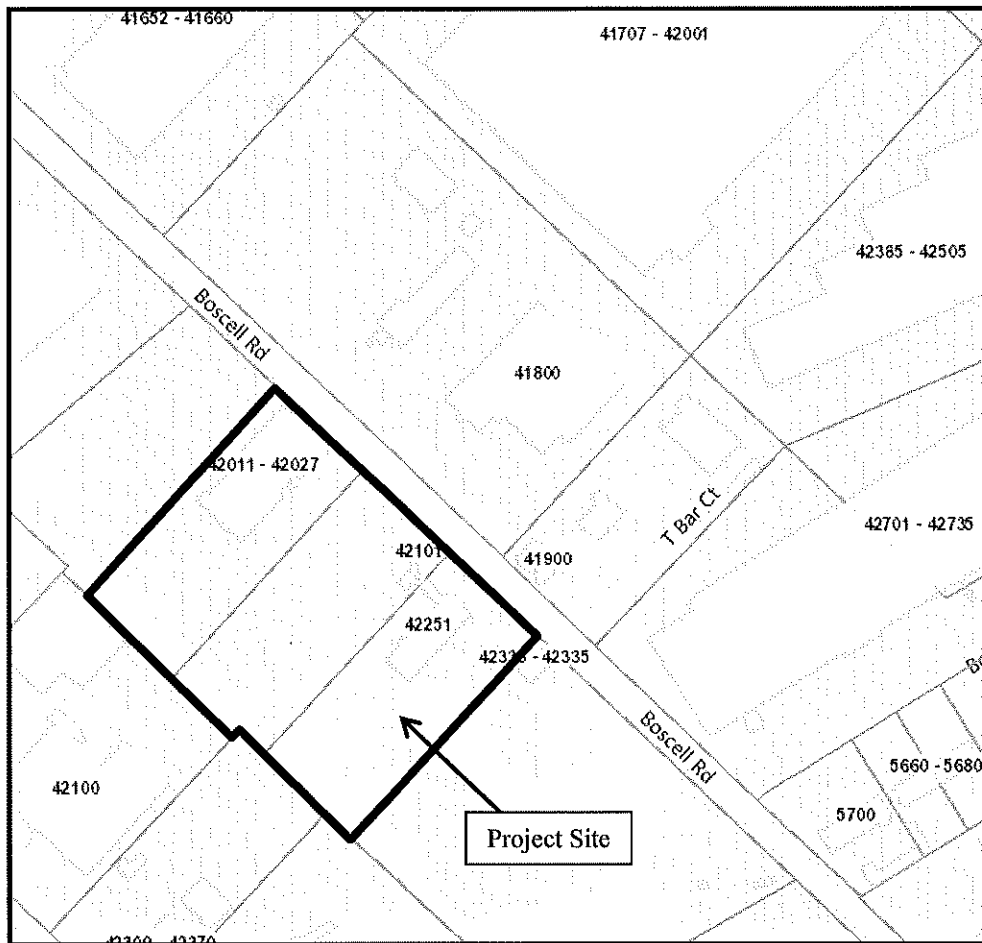 41652 - 41660
41707 - 42001
42385 - 42505
Boscell Rd
41800
42011 - 42027
T Bar Ct
42701 - 42735
42101
41900
42251
42335
Boscell Rd
5660 - 5680
42100
5700
Project Site